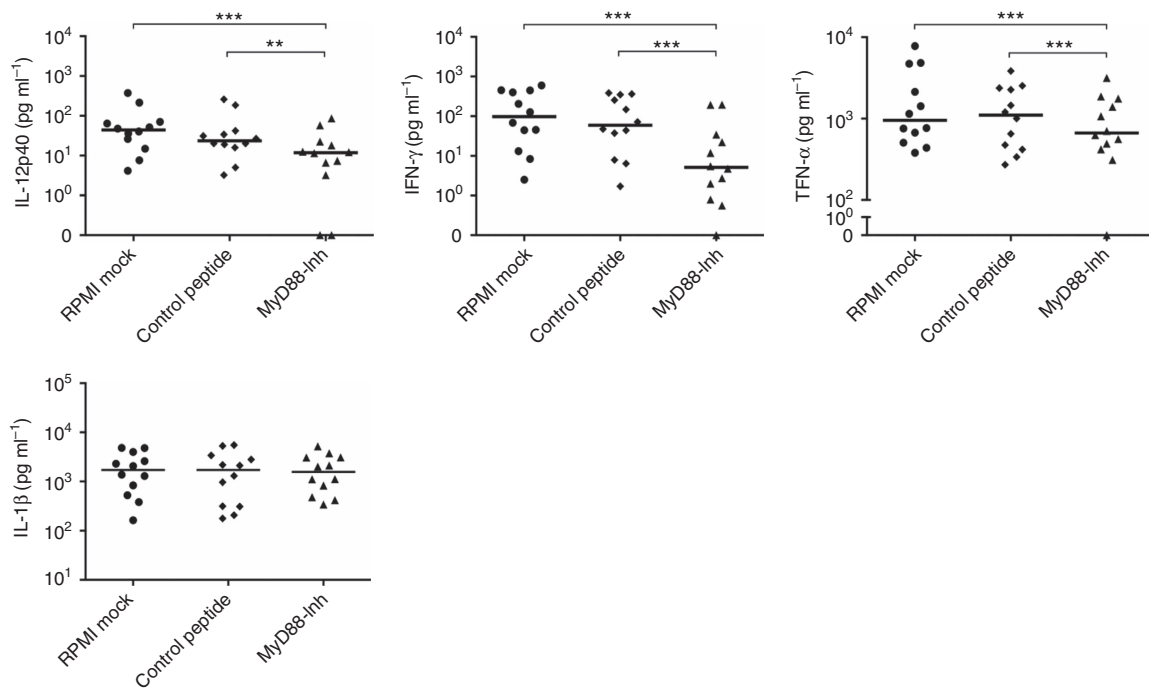 ***
**
IL-12p40 (pg ml⁻¹)
10⁴
10³
10²
10¹
10⁰
0
RPMI mock
Control peptide
MyD88-Inh
***
***
IFN-γ (pg ml⁻¹)
10⁴
10³
10²
10¹
10⁰
0
RPMI mock
Control peptide
MyD88-Inh
***
***
TFN-α (pg ml⁻¹)
10⁴
10³
10²
10⁰
0
RPMI mock
Control peptide
MyD88-Inh
IL-1β (pg ml⁻¹)
10⁵
10⁴
10³
10²
10¹
RPMI mock
Control peptide
MyD88-Inh